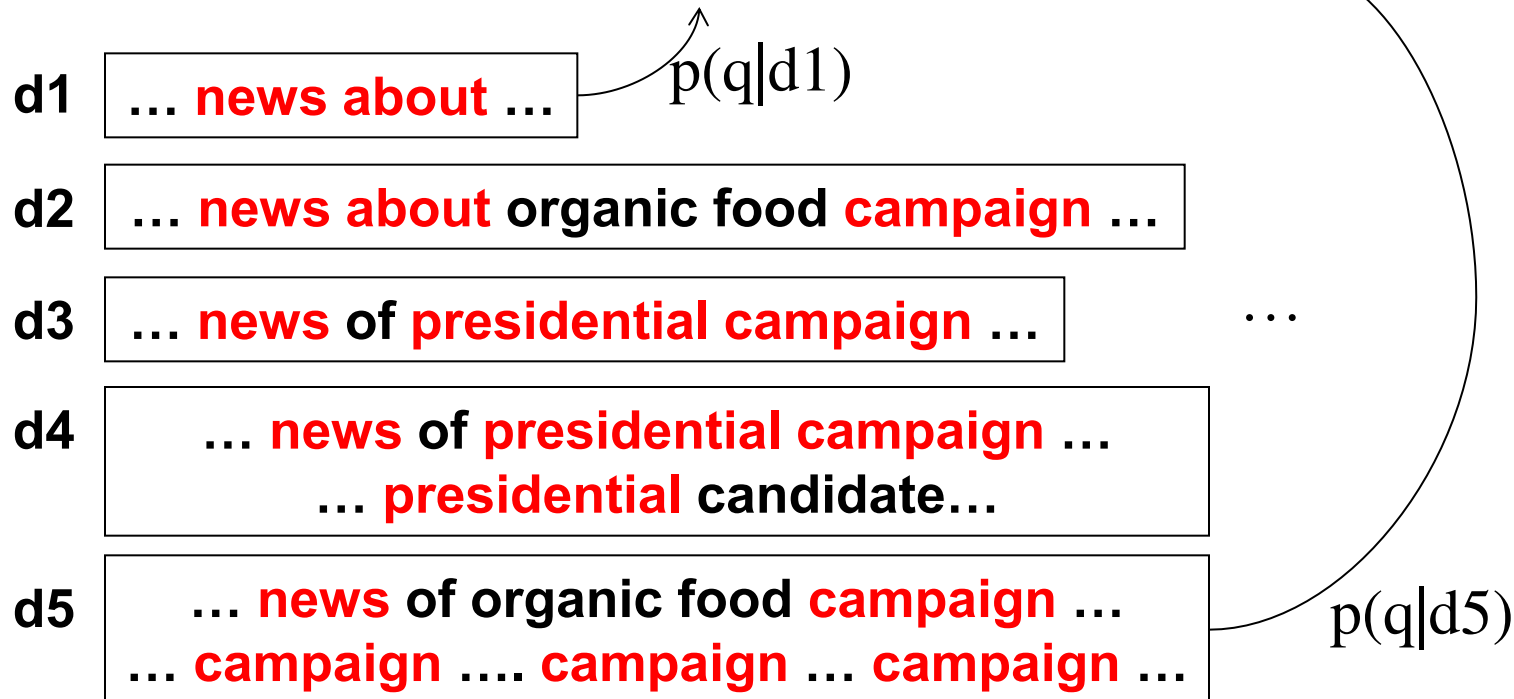 d1 … news about … p(q|d1)
d2 … news about organic food campaign …
d3 … news of presidential campaign … …
d4 … news of presidential campaign …
… presidential candidate…
d5 … news of organic food campaign …
p(q|d5)
… campaign …. campaign … campaign …